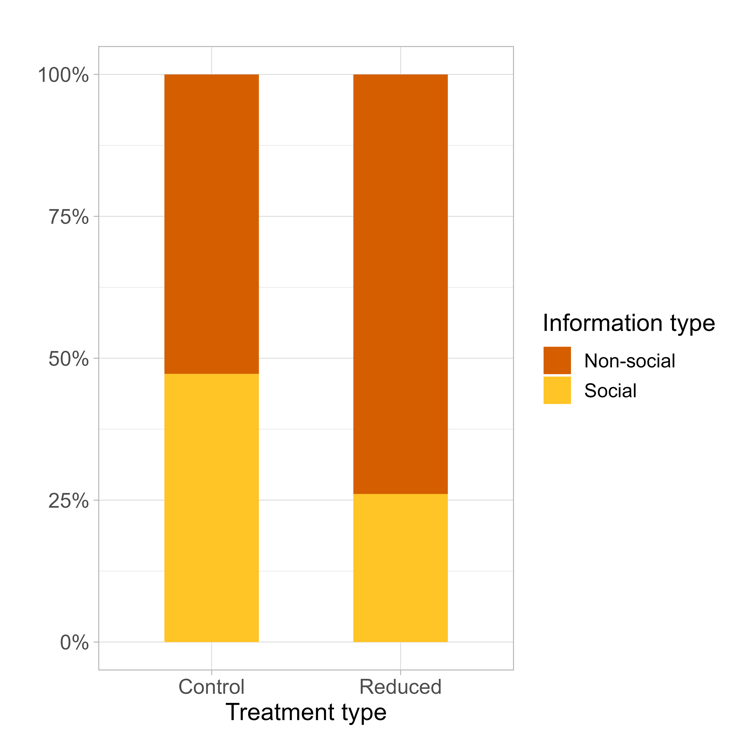 100%
75%
50%
25%
0%
Control Reduced
Treatment type
Information type
Non-social
Social